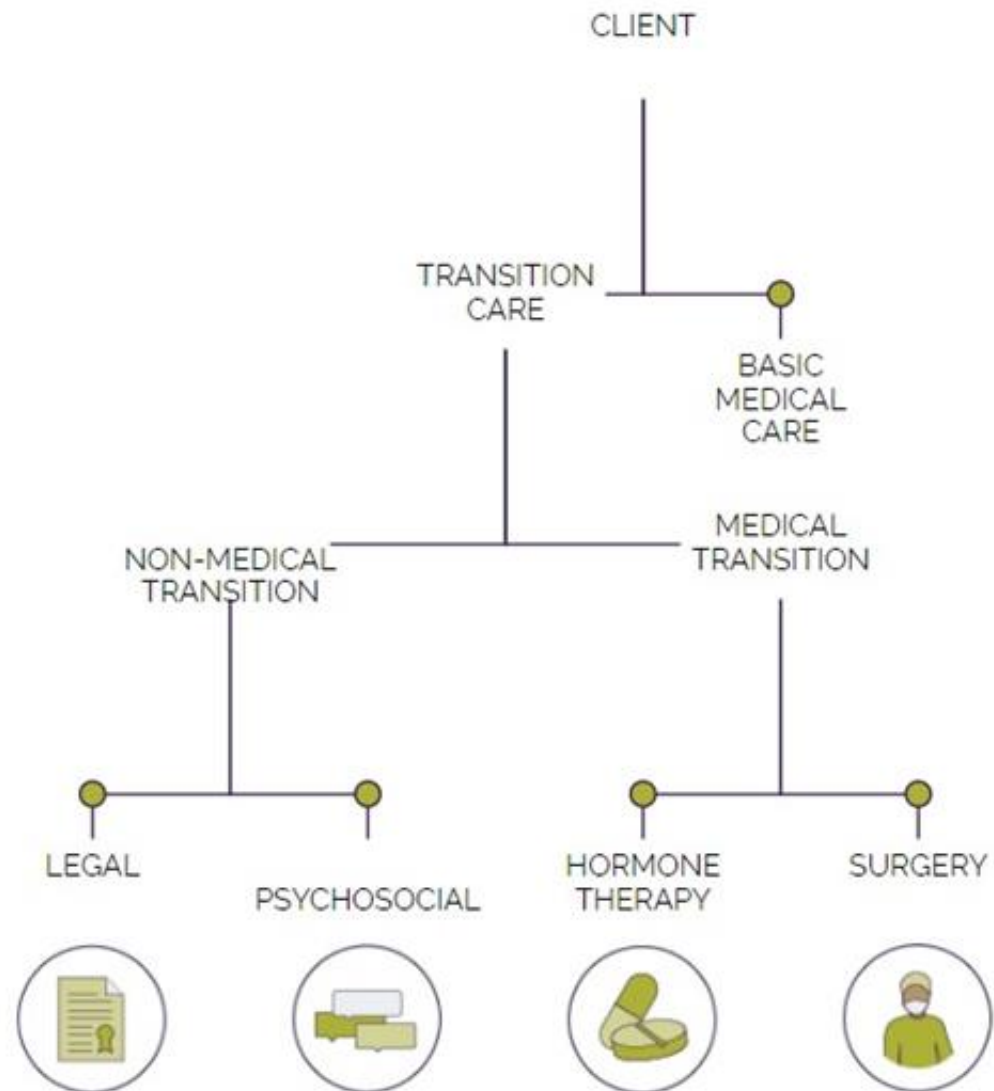 CLIENT
TRANSITION
CARE
BASIC
MEDICAL
CARE
NON-MEDICAL
TRANSITION
MEDICAL
TRANSITION
LEGAL
PSYCHOSOCIAL
HORMONE
THERAPY
SURGERY